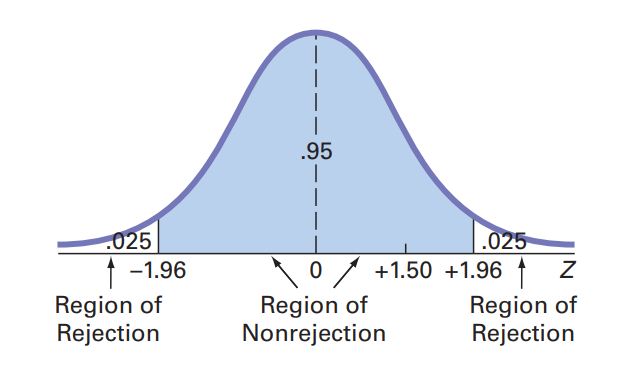 .95
.025
.025
–1.96
0
+1.50
+1.96
Z
Region of
Rejection
Region of
Nonrejection
Region of
Rejection